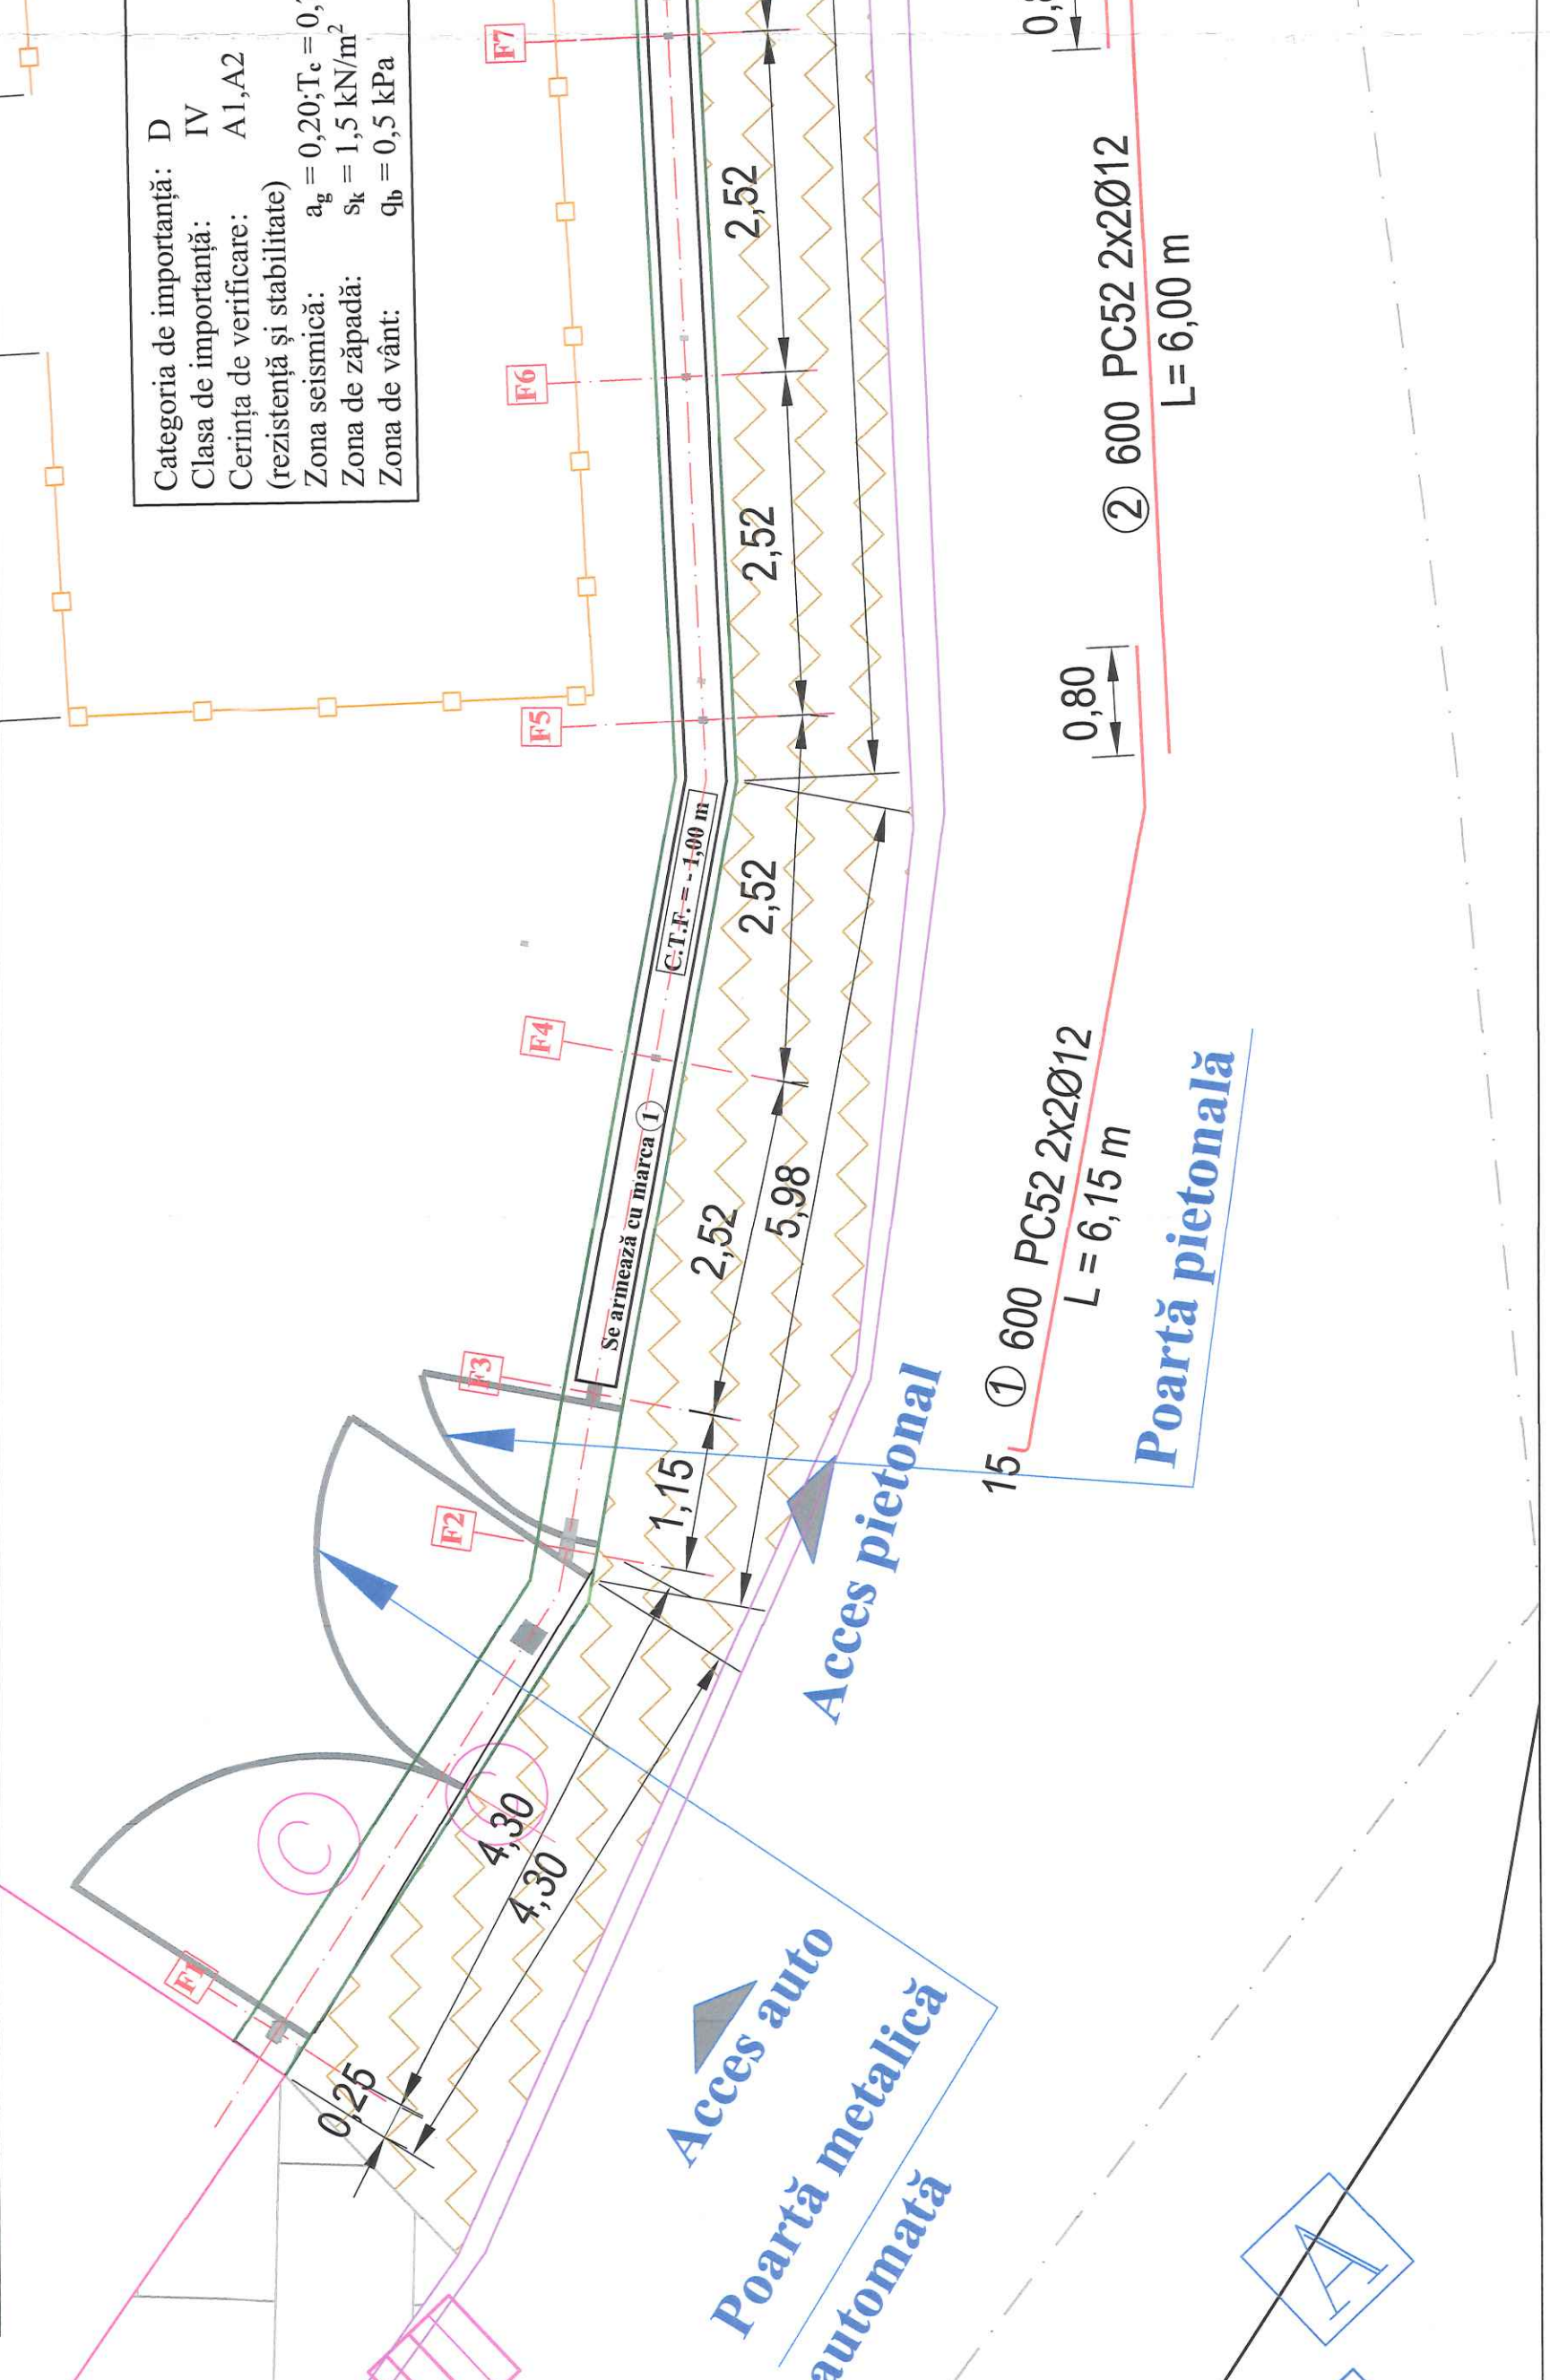 Categoria de importanță: D
Clasa de importanță: IV
Cerința de verificare: A1,A2
(rezistență și stabilitate)
Zona seismică: ag = 0,20;Tc = 0,
Zona de zăpadă: sk = 1,5 kN/m²
Zona de vânt: qb = 0,5 kPa
F7
F6
F5
F4
F3
F2
F1
2,52
2,52
2,52
2,52
1,15
5,98
4,30
4,30
0,25
C.T.F. = - 1,00 m
Se armează cu marca 1
0,80
2 600 PC52 2x2Ø12
L= 6,00 m
15 1 600 PC52 2x2Ø12
L = 6,15 m
Poartă pietonală
Acces pietonal
Acces auto
Poartă metalică
automată
C
C
A